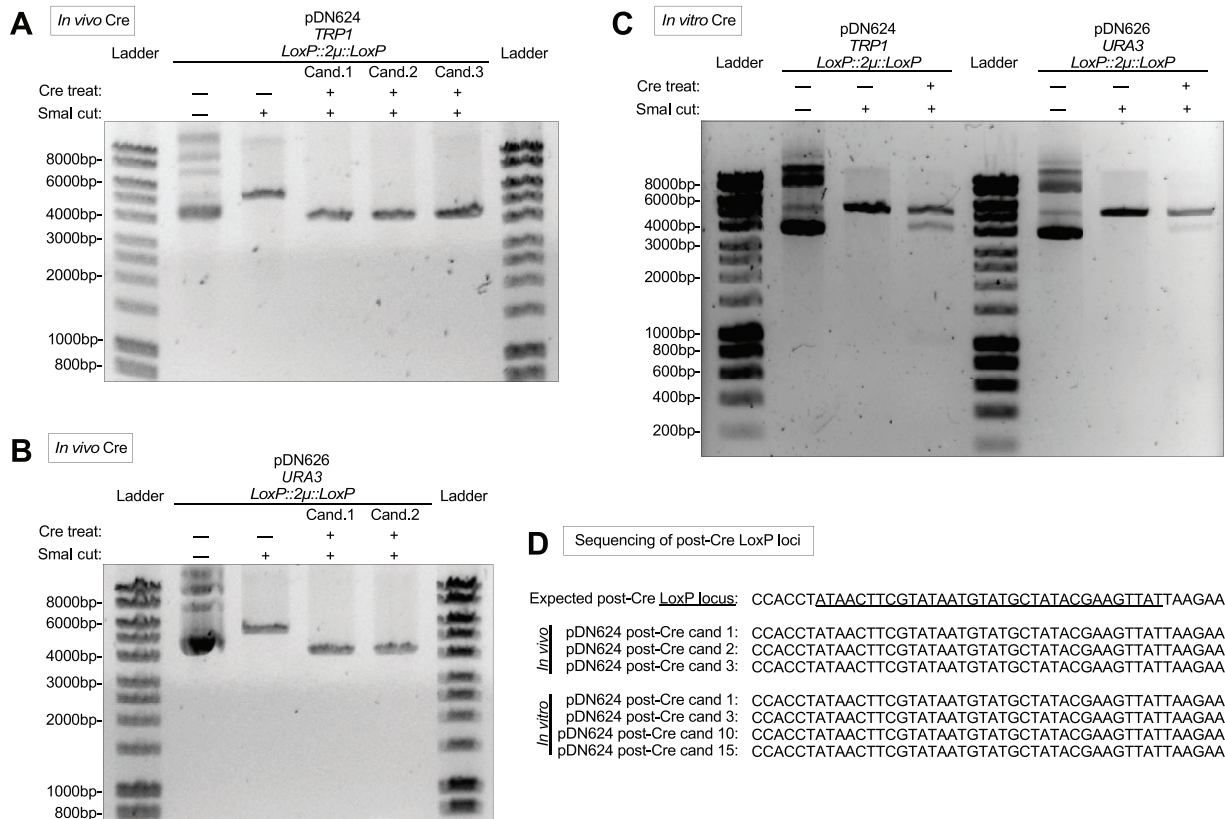 A
In vivo Cre
pDN624
TRP1
LoxP::2µ::LoxP
Ladder
Ladder
Cand.1 Cand.2 Cand.3
Cre treat: — — + + +
SmaI cut: — + + + +
8000bp-
6000bp-
4000bp-
3000bp-
2000bp-
1000bp-
800bp-
B
In vivo Cre
pDN626
URA3
LoxP::2µ::LoxP
Ladder
Ladder
Cand.1 Cand.2
Cre treat: — — + +
SmaI cut: — + + +
8000bp-
6000bp-
4000bp-
3000bp-
2000bp-
1000bp-
800bp-
C
In vitro Cre
pDN624
TRP1
LoxP::2µ::LoxP
pDN626
URA3
LoxP::2µ::LoxP
Ladder
Ladder
Cre treat: — — + — — +
SmaI cut: — + + — + +
8000bp-
6000bp-
4000bp-
3000bp-
2000bp-
1000bp-
800bp-
600bp-
400bp-
200bp-
D
Sequencing of post-Cre LoxP loci
Expected post-Cre LoxP locus: CCACCTATAACTTCGTATAATGTATGCTATACGAAGTTATTAAGAA
In vivo
pDN624 post-Cre cand 1: CCACCTATAACTTCGTATAATGTATGCTATACGAAGTTATTAAGAA
pDN624 post-Cre cand 2: CCACCTATAACTTCGTATAATGTATGCTATACGAAGTTATTAAGAA
pDN624 post-Cre cand 3: CCACCTATAACTTCGTATAATGTATGCTATACGAAGTTATTAAGAA
In vitro
pDN624 post-Cre cand 1: CCACCTATAACTTCGTATAATGTATGCTATACGAAGTTATTAAGAA
pDN624 post-Cre cand 3: CCACCTATAACTTCGTATAATGTATGCTATACGAAGTTATTAAGAA
pDN624 post-Cre cand 10: CCACCTATAACTTCGTATAATGTATGCTATACGAAGTTATTAAGAA
pDN624 post-Cre cand 15: CCACCTATAACTTCGTATAATGTATGCTATACGAAGTTATTAAGAA